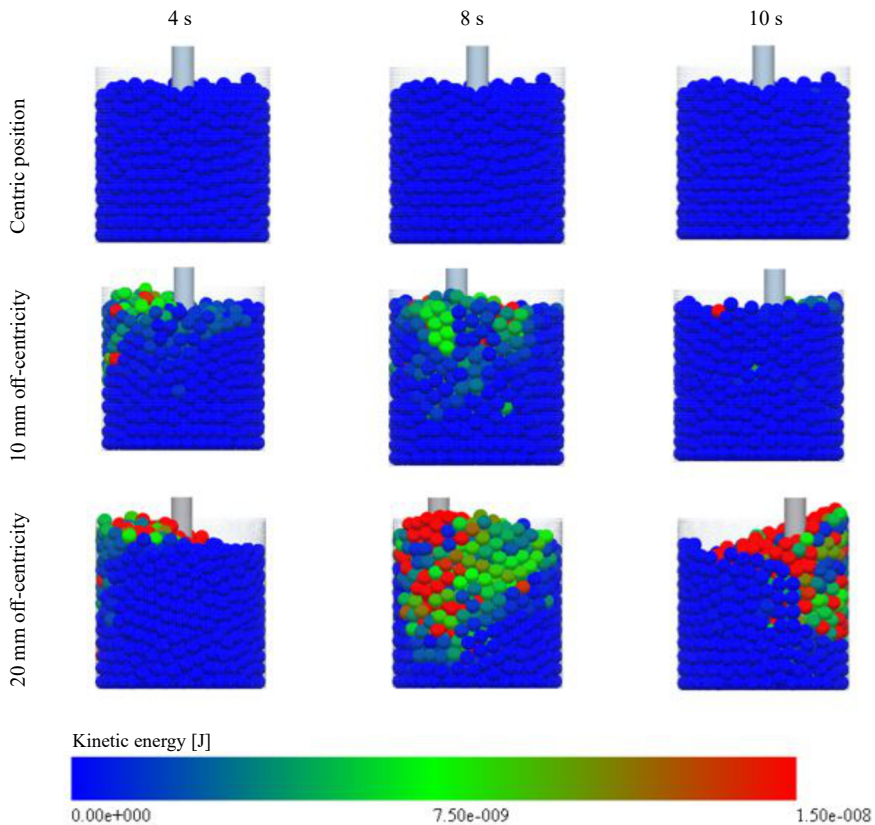 4 s
8 s
10 s
Centric position
10 mm off-centricity
20 mm off-centricity
Kinetic energy [J]
0.00e+000
7.50e-009
1.50e-008